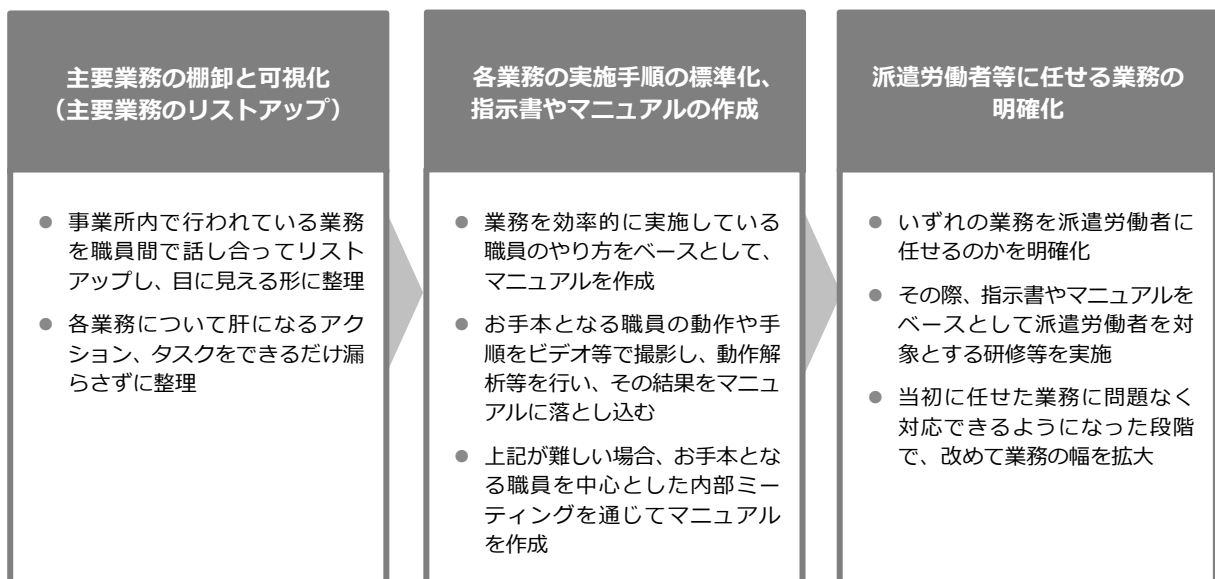 主要業務の棚卸と可視化
（主要業務のリストアップ）
● 事業所内で行われている業務
を職員間で話し合ってリスト
アップし、目に見える形に整理
● 各業務について肝になるアク
ション、タスクをできるだけ漏
らさずに整理
各業務の実施手順の標準化、
指示書やマニュアルの作成
● 業務を効率的に実施している
職員のやり方をベースとして、
マニュアルを作成
● お手本となる職員の動作や手
順をビデオ等で撮影し、動作解
析等を行い、その結果をマニュ
アルに落とし込む
● 上記が難しい場合、お手本とな
る職員を中心とした内部ミー
ティングを通じてマニュアル
を作成
派遣労働者等に任せる業務の
明確化
● いずれの業務を派遣労働者に
任せるのかを明確化
● その際、指示書やマニュアルを
ベースとして派遣労働者を対
象とする研修等を実施
● 当初に任せた業務に問題なく
対応できるようになった段階
で、改めて業務の幅を拡大